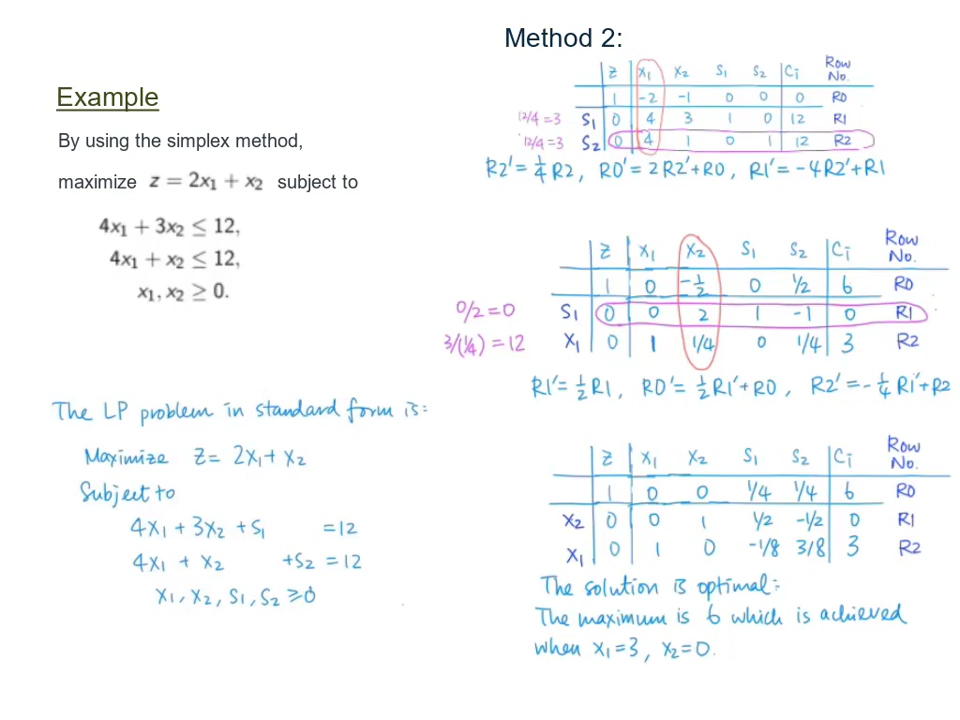 Method 2:
Example
By using the simplex method,
maximize z = 2x₁ + x₂ subject to
4x₁ + 3x₂ ≤ 12,
4x₁ + x₂ ≤ 12,
x₁, x₂ ≥ 0.
The LP problem in standard form is:
Maximize Z= 2X₁+ X₂
Subject to
4X₁ + 3X₂ + S₁ =12
4X₁ + X₂ +S₂ =12
X₁, X₂, S₁, S₂ ≥0
Z X₁ X₂ S₁ S₂ Ci Row No.
1 -2 -1 0 0 0 R0
12/4 =3 S₁ 0 4 3 1 0 12 R1
12/4 =3 S₂ 0 4 1 0 1 12 R2
R2′= ¼ R2, R0′= 2R2′+R0, R1′= -4R2′+R1
Z X₁ X₂ S₁ S₂ Ci Row No.
1 0 -½ 0 ½ 6 R0
0/2 =0 S₁ 0 0 2 1 -1 0 R1
3/(¼) = 12 X₁ 0 1 1/4 0 1/4 3 R2
R1′= ½ R1, R0′= ½ R1′+R0, R2′= -¼ R1′+R2
Z X₁ X₂ S₁ S₂ Ci Row No.
1 0 0 1/4 1/4 6 R0
X₂ 0 0 1 1/2 -1/2 0 R1
X₁ 0 1 0 -1/8 3/8 3 R2
The solution is optimal:
The maximum is 6 which is achieved
when X₁=3, X₂=0.